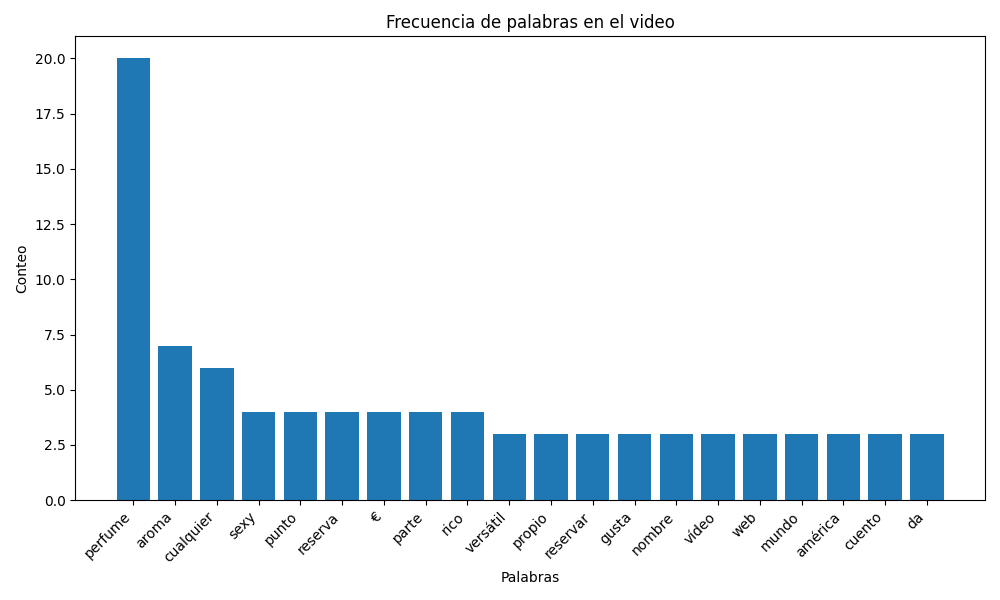 Frecuencia de palabras en el video
20.0
17.5
15.0
12.5
10.0
7.5
5.0
2.5
0.0
Conteo
perfume
aroma
cualquier
sexy
punto
reserva
€
parte
rico
versátil
propio
reservar
gusta
nombre
vídeo
web
mundo
américa
cuento
da
Palabras